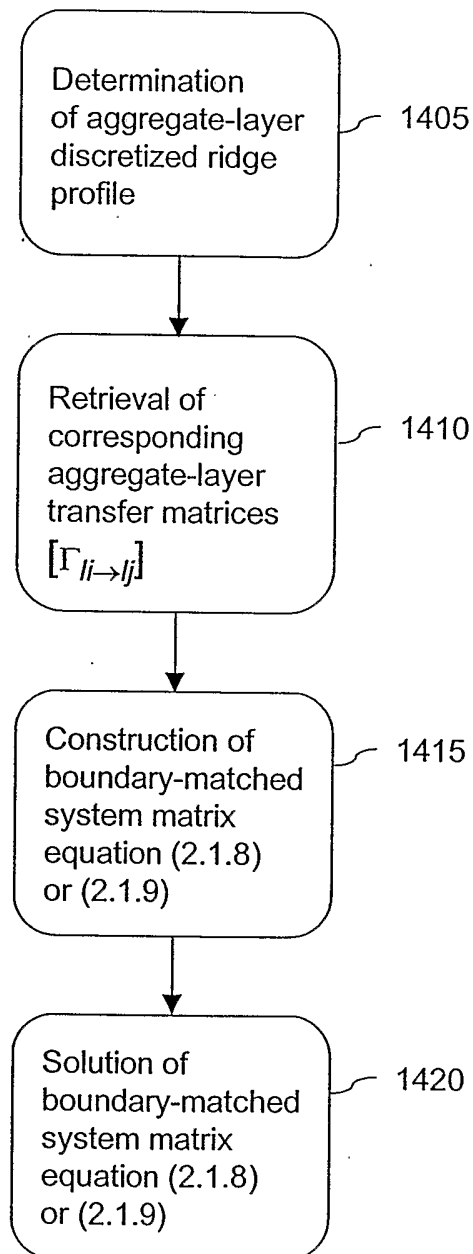 Determination
of aggregate-layer
discretized ridge
profile
1405
Retrieval of
corresponding
aggregate-layer
transfer matrices
[Γli→lj]
1410
Construction of
boundary-matched
system matrix
equation (2.1.8)
or (2.1.9)
1415
Solution of
boundary-matched
system matrix
equation (2.1.8)
or (2.1.9)
1420